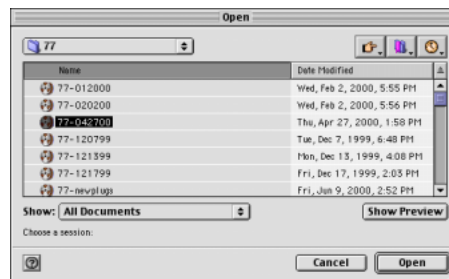 Open
77
Name Date Modified
77-012000 Wed, Feb 2, 2000, 5:55 PM
77-020200 Wed, Feb 2, 2000, 5:56 PM
77-042700 Thu, Apr 27, 2000, 1:58 PM
77-120799 Tue, Dec 7, 1999, 6:48 PM
77-121399 Mon, Dec 13, 1999, 4:08 PM
77-121799 Fri, Dec 17, 1999, 2:03 PM
77-newplugs Fri, Jun 9, 2000, 2:52 PM
Show: All Documents Show Preview
Choose a session:
? Cancel Open